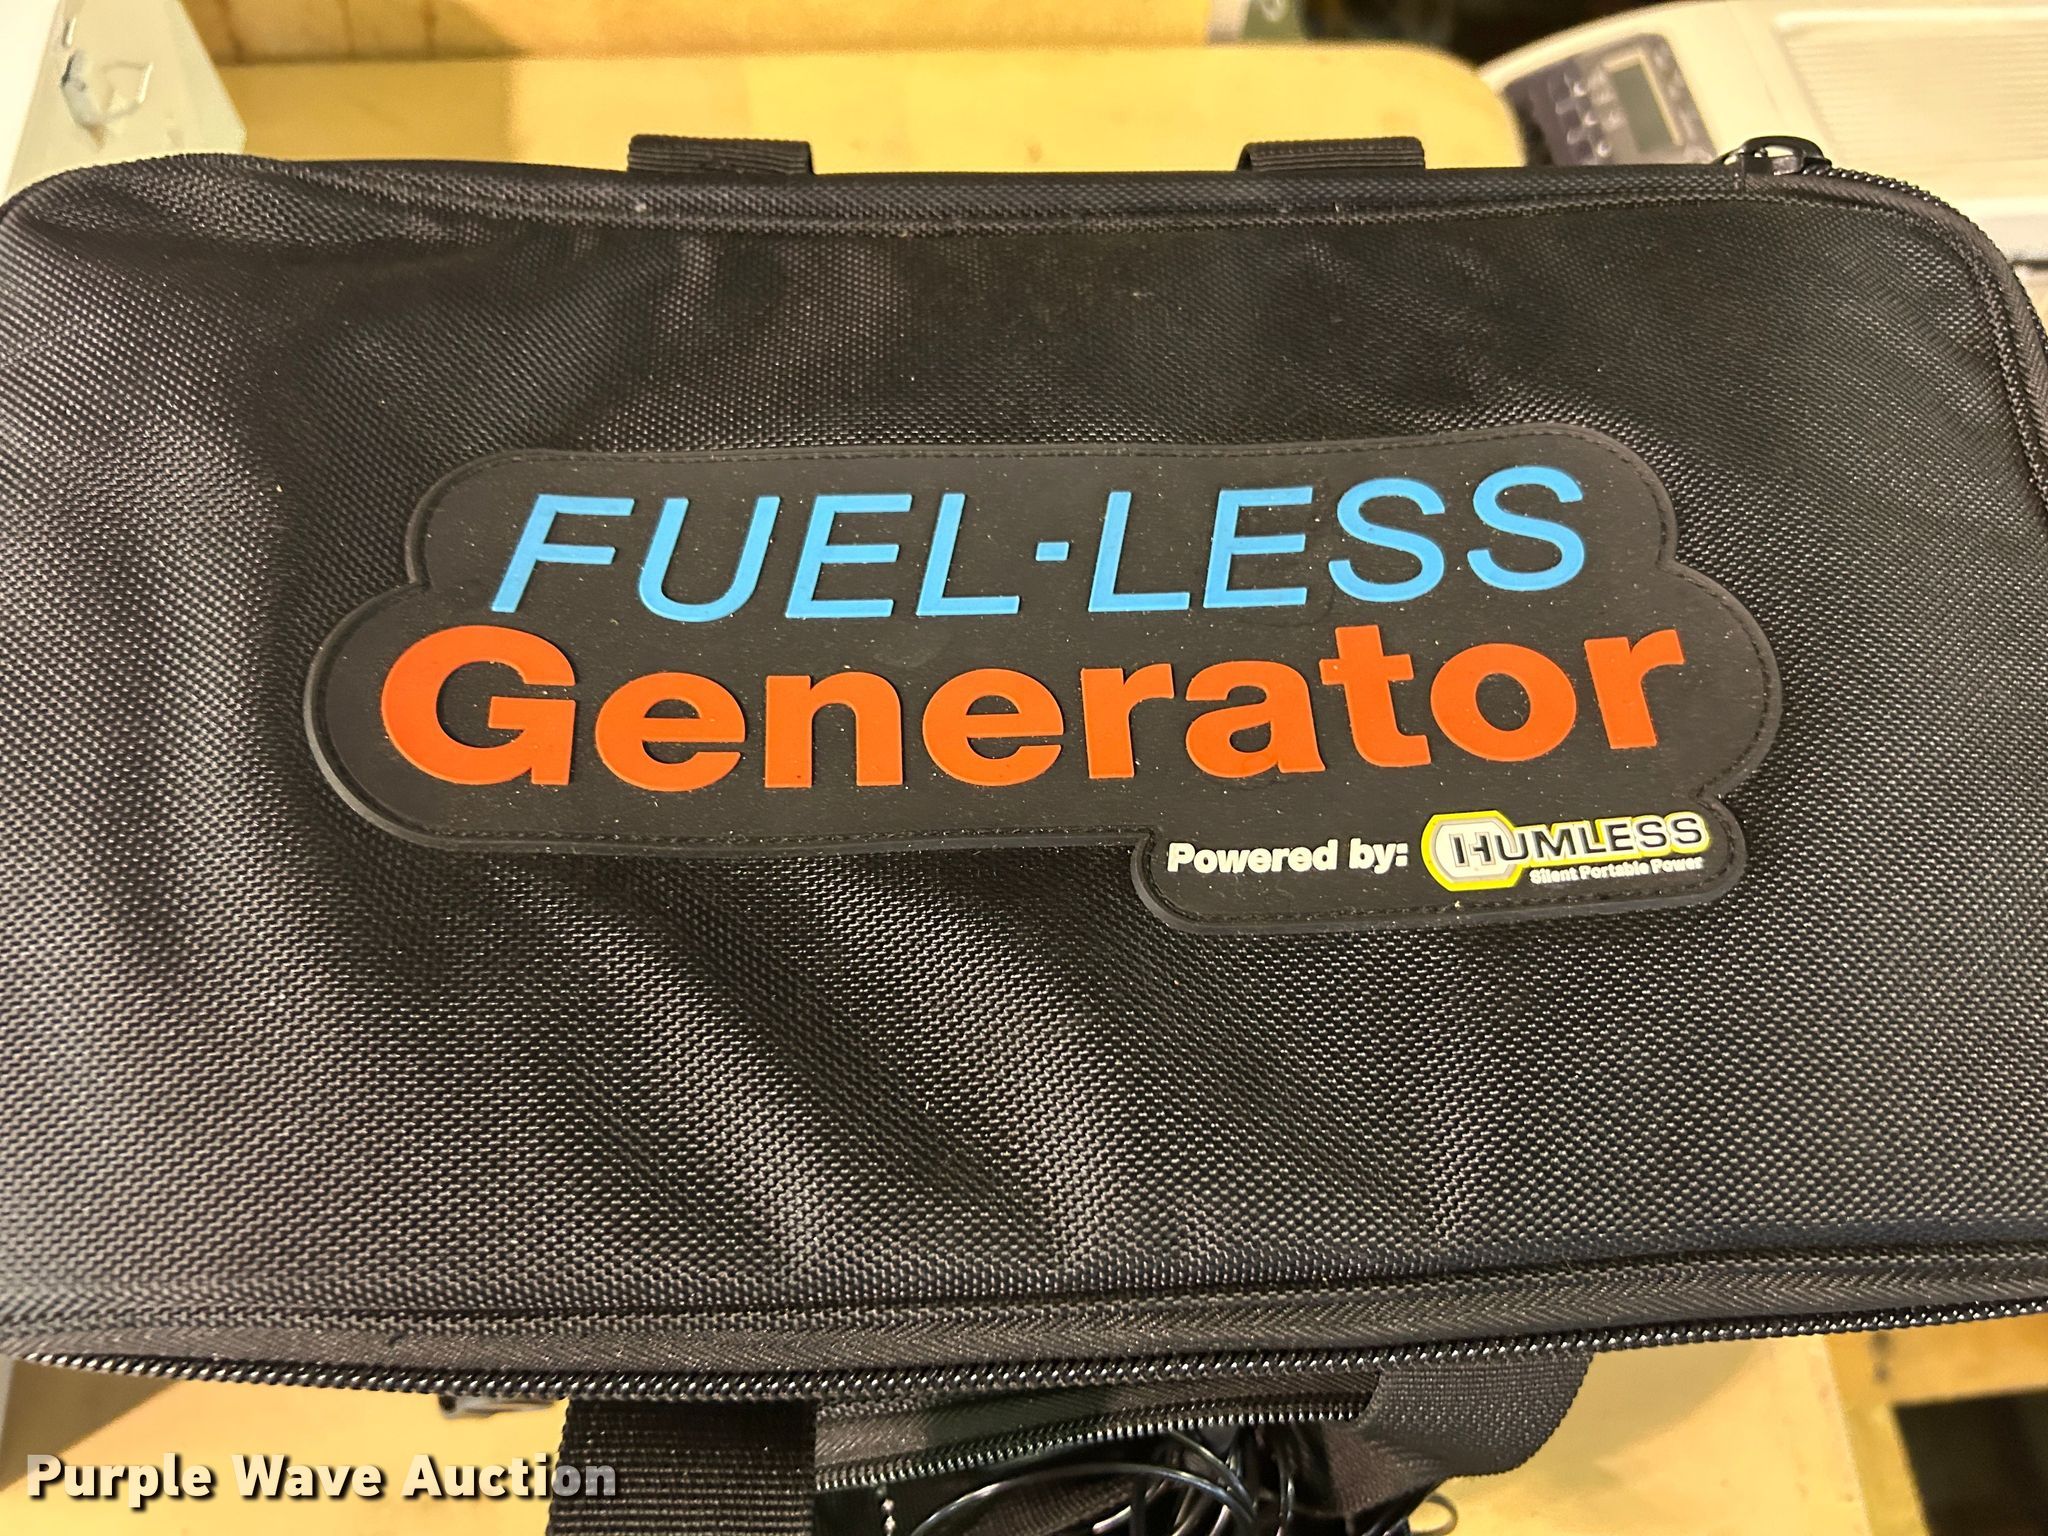 FUEL-LESS
Generator
Powered by: HUMLESS
Silent Portable Power
Purple Wave Auction